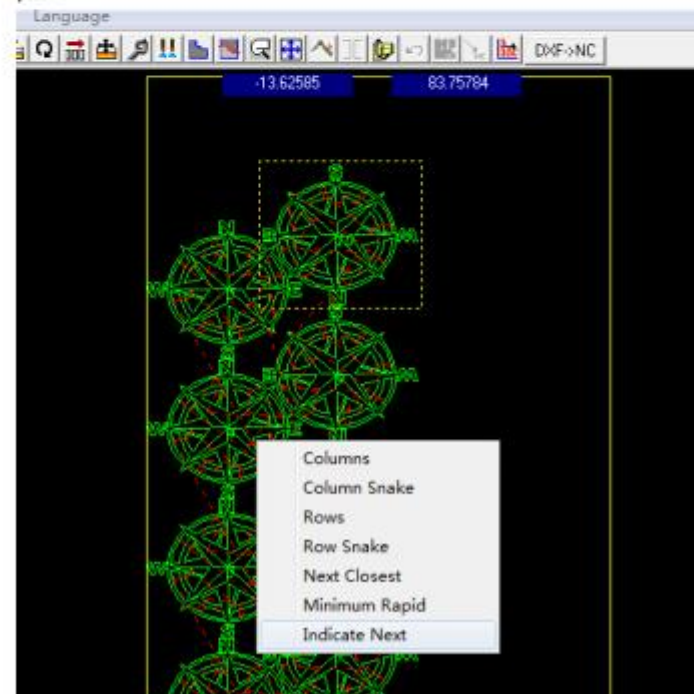 Language
DXF->NC
-13.62585 83.75784
S
N
W
E
Columns
Column Snake
Rows
Row Snake
Next Closest
Minimum Rapid
Indicate Next